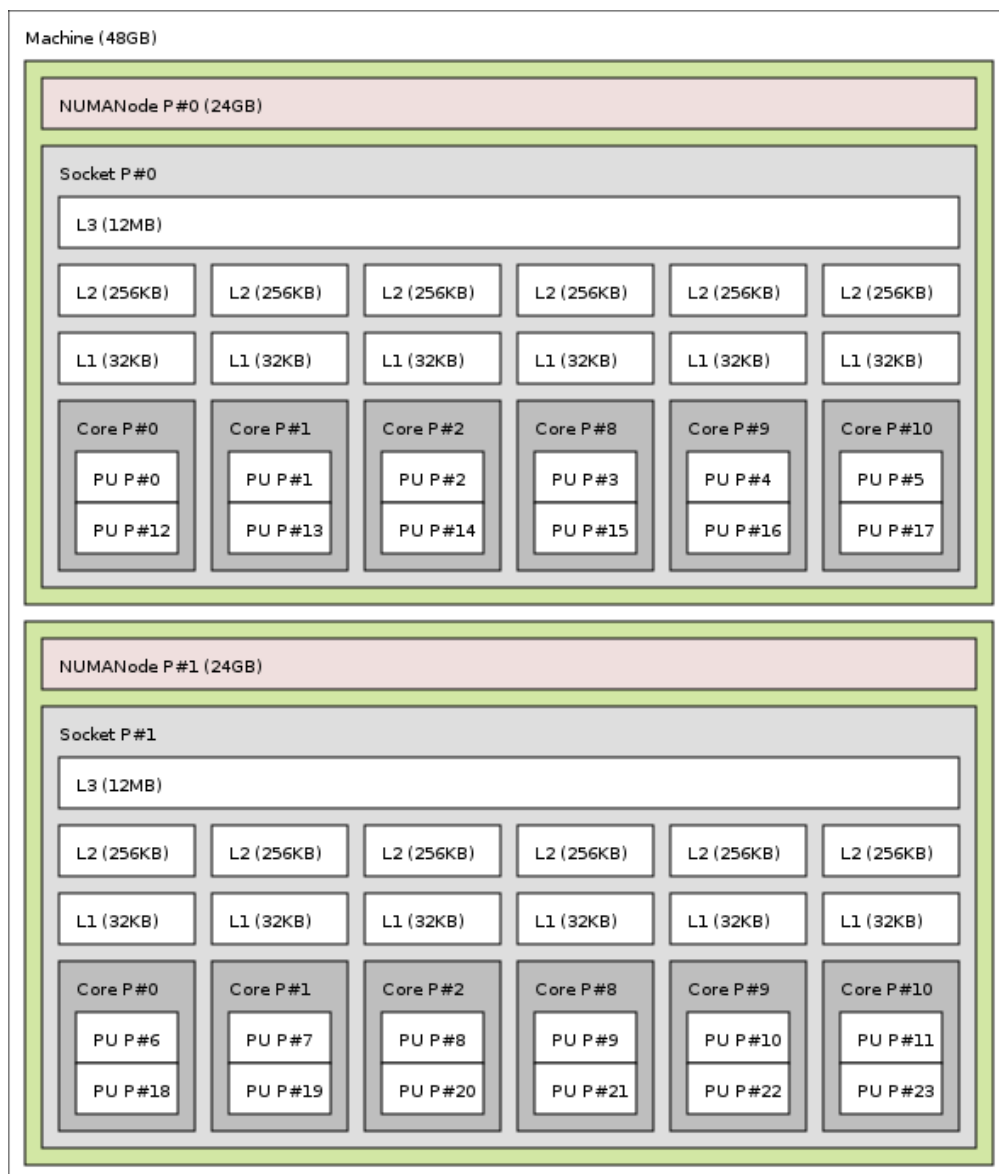 Machine (48GB)
NUMANode P#0 (24GB)
Socket P#0
L3 (12MB)
L2 (256KB) L2 (256KB) L2 (256KB) L2 (256KB) L2 (256KB) L2 (256KB)
L1 (32KB) L1 (32KB) L1 (32KB) L1 (32KB) L1 (32KB) L1 (32KB)
Core P#0 Core P#1 Core P#2 Core P#8 Core P#9 Core P#10
PU P#0 PU P#1 PU P#2 PU P#3 PU P#4 PU P#5
PU P#12 PU P#13 PU P#14 PU P#15 PU P#16 PU P#17
NUMANode P#1 (24GB)
Socket P#1
L3 (12MB)
L2 (256KB) L2 (256KB) L2 (256KB) L2 (256KB) L2 (256KB) L2 (256KB)
L1 (32KB) L1 (32KB) L1 (32KB) L1 (32KB) L1 (32KB) L1 (32KB)
Core P#0 Core P#1 Core P#2 Core P#8 Core P#9 Core P#10
PU P#6 PU P#7 PU P#8 PU P#9 PU P#10 PU P#11
PU P#18 PU P#19 PU P#20 PU P#21 PU P#22 PU P#23